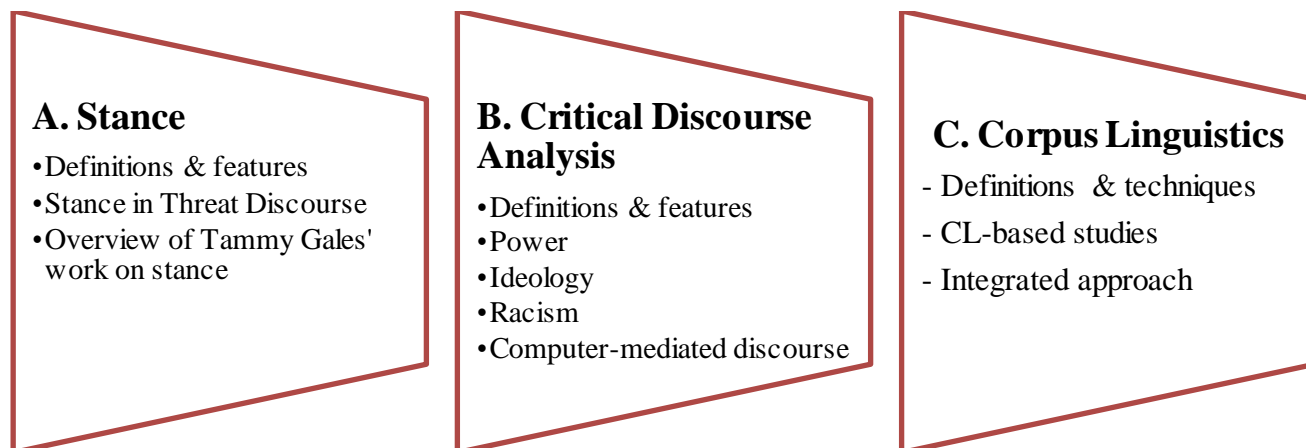 A. Stance
•Definitions & features
•Stance in Threat Discourse
•Overview of Tammy Gales'
work on stance
B. Critical Discourse
Analysis
•Definitions & features
•Power
•Ideology
•Racism
•Computer-mediated discourse
C. Corpus Linguistics
- Definitions & techniques
- CL-based studies
- Integrated approach